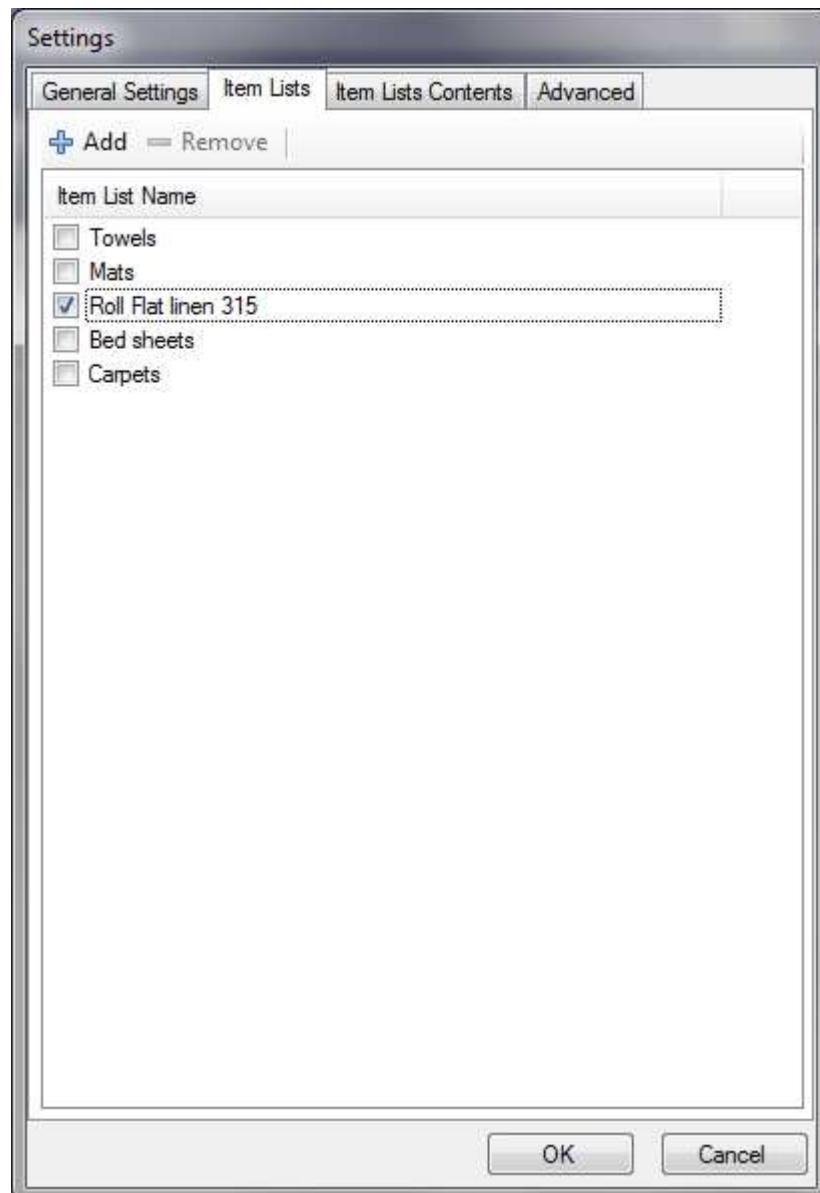 Settings
General Settings Item Lists Item Lists Contents Advanced
Add Remove
Item List Name
Towels
Mats
Roll Flat linen 315
Bed sheets
Carpets
OK Cancel